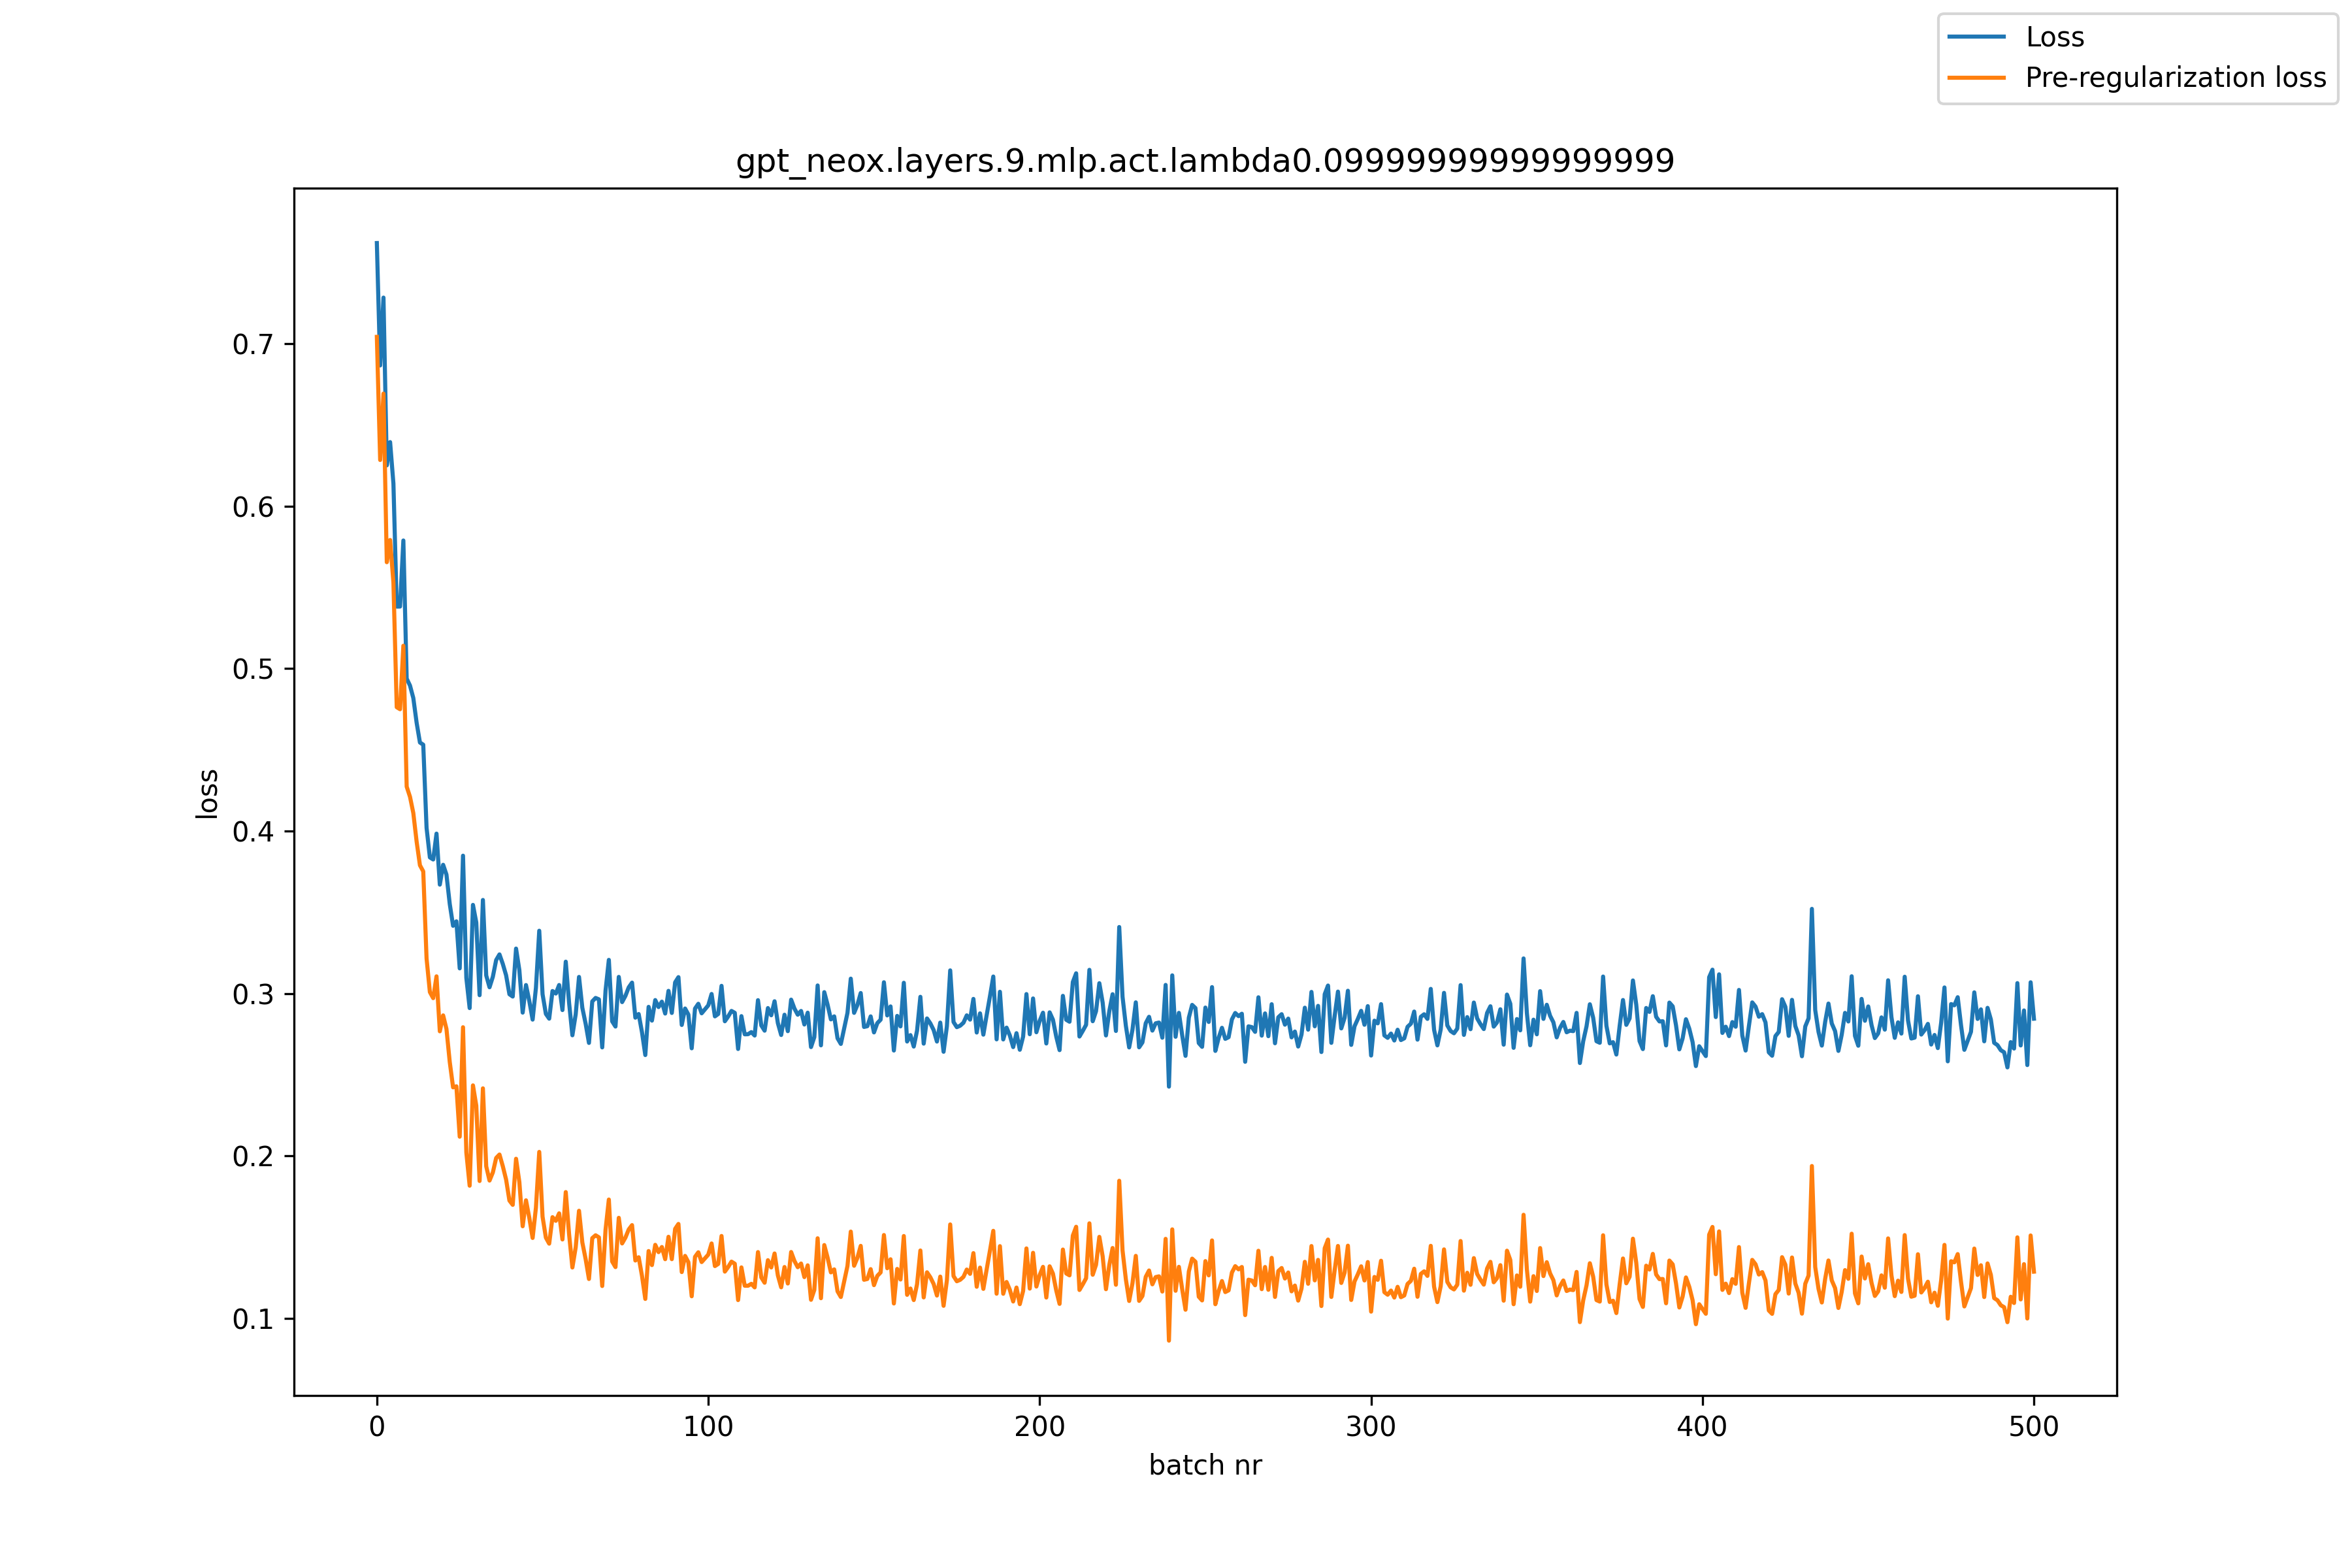 Loss
Pre-regularization loss
gpt_neox.layers.9.mlp.act.lambda0.09999999999999999
0.7
0.6
0.5
0.4
0.3
0.2
0.1
loss
0 100 200 300 400 500
batch nr